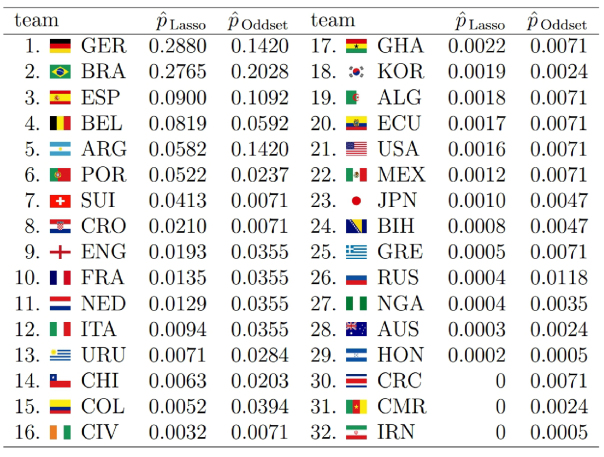 team p̂ Lasso p̂ Oddset team p̂ Lasso p̂ Oddset
1. GER 0.2880 0.1420 17. GHA 0.0022 0.0071
2. BRA 0.2765 0.2028 18. KOR 0.0019 0.0024
3. ESP 0.0900 0.1092 19. ALG 0.0018 0.0071
4. BEL 0.0819 0.0592 20. ECU 0.0017 0.0071
5. ARG 0.0582 0.1420 21. USA 0.0016 0.0071
6. POR 0.0522 0.0237 22. MEX 0.0012 0.0071
7. SUI 0.0413 0.0071 23. JPN 0.0010 0.0047
8. CRO 0.0210 0.0071 24. BIH 0.0008 0.0047
9. ENG 0.0193 0.0355 25. GRE 0.0005 0.0071
10. FRA 0.0135 0.0355 26. RUS 0.0004 0.0118
11. NED 0.0129 0.0355 27. NGA 0.0004 0.0035
12. ITA 0.0094 0.0355 28. AUS 0.0003 0.0024
13. URU 0.0071 0.0284 29. HON 0.0002 0.0005
14. CHI 0.0063 0.0203 30. CRC 0 0.0071
15. COL 0.0052 0.0394 31. CMR 0 0.0024
16. CIV 0.0032 0.0071 32. IRN 0 0.0005